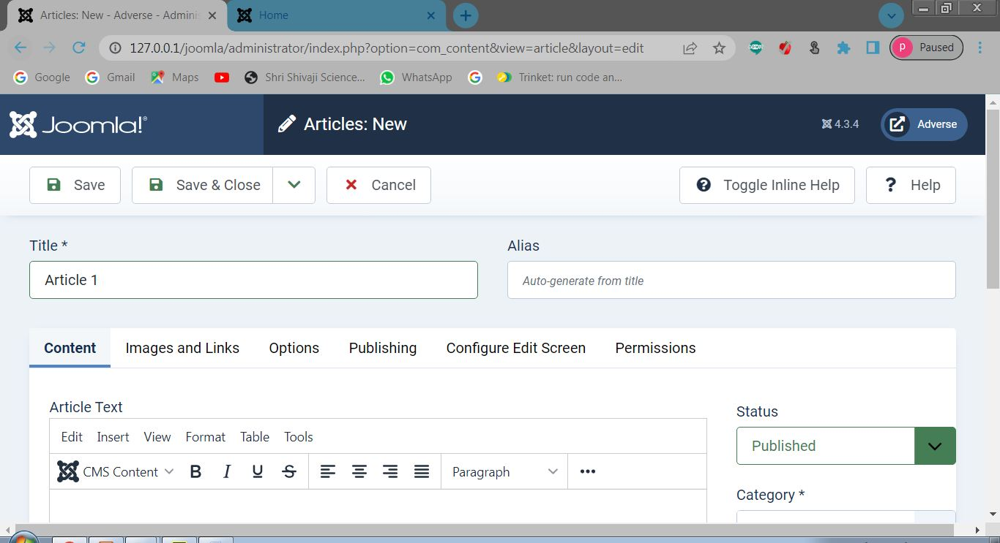 Articles: New - Adverse - Adminis
Home
127.0.0.1/joomla/administrator/index.php?option=com_content&view=article&layout=edit
P Paused
Google Gmail Maps Shri Shivaji Science... WhatsApp Trinket: run code an...
Joomla!®
Articles: New
4.3.4
Adverse
Save
Save & Close
Cancel
Toggle Inline Help
? Help
Title *
Alias
Article 1
Auto-generate from title
Content Images and Links Options Publishing Configure Edit Screen Permissions
Article Text
Status
Edit Insert View Format Table Tools
Published
CMS Content B I U S Paragraph
Category *